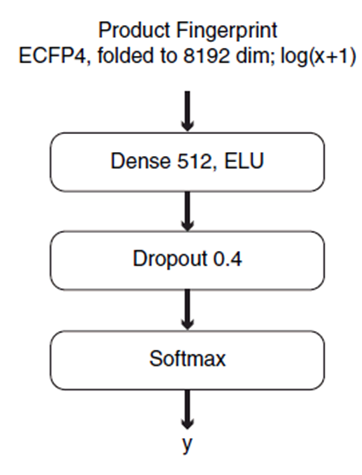 Product Fingerprint
ECFP4, folded to 8192 dim; log(x+1)
Dense 512, ELU
Dropout 0.4
Softmax
y